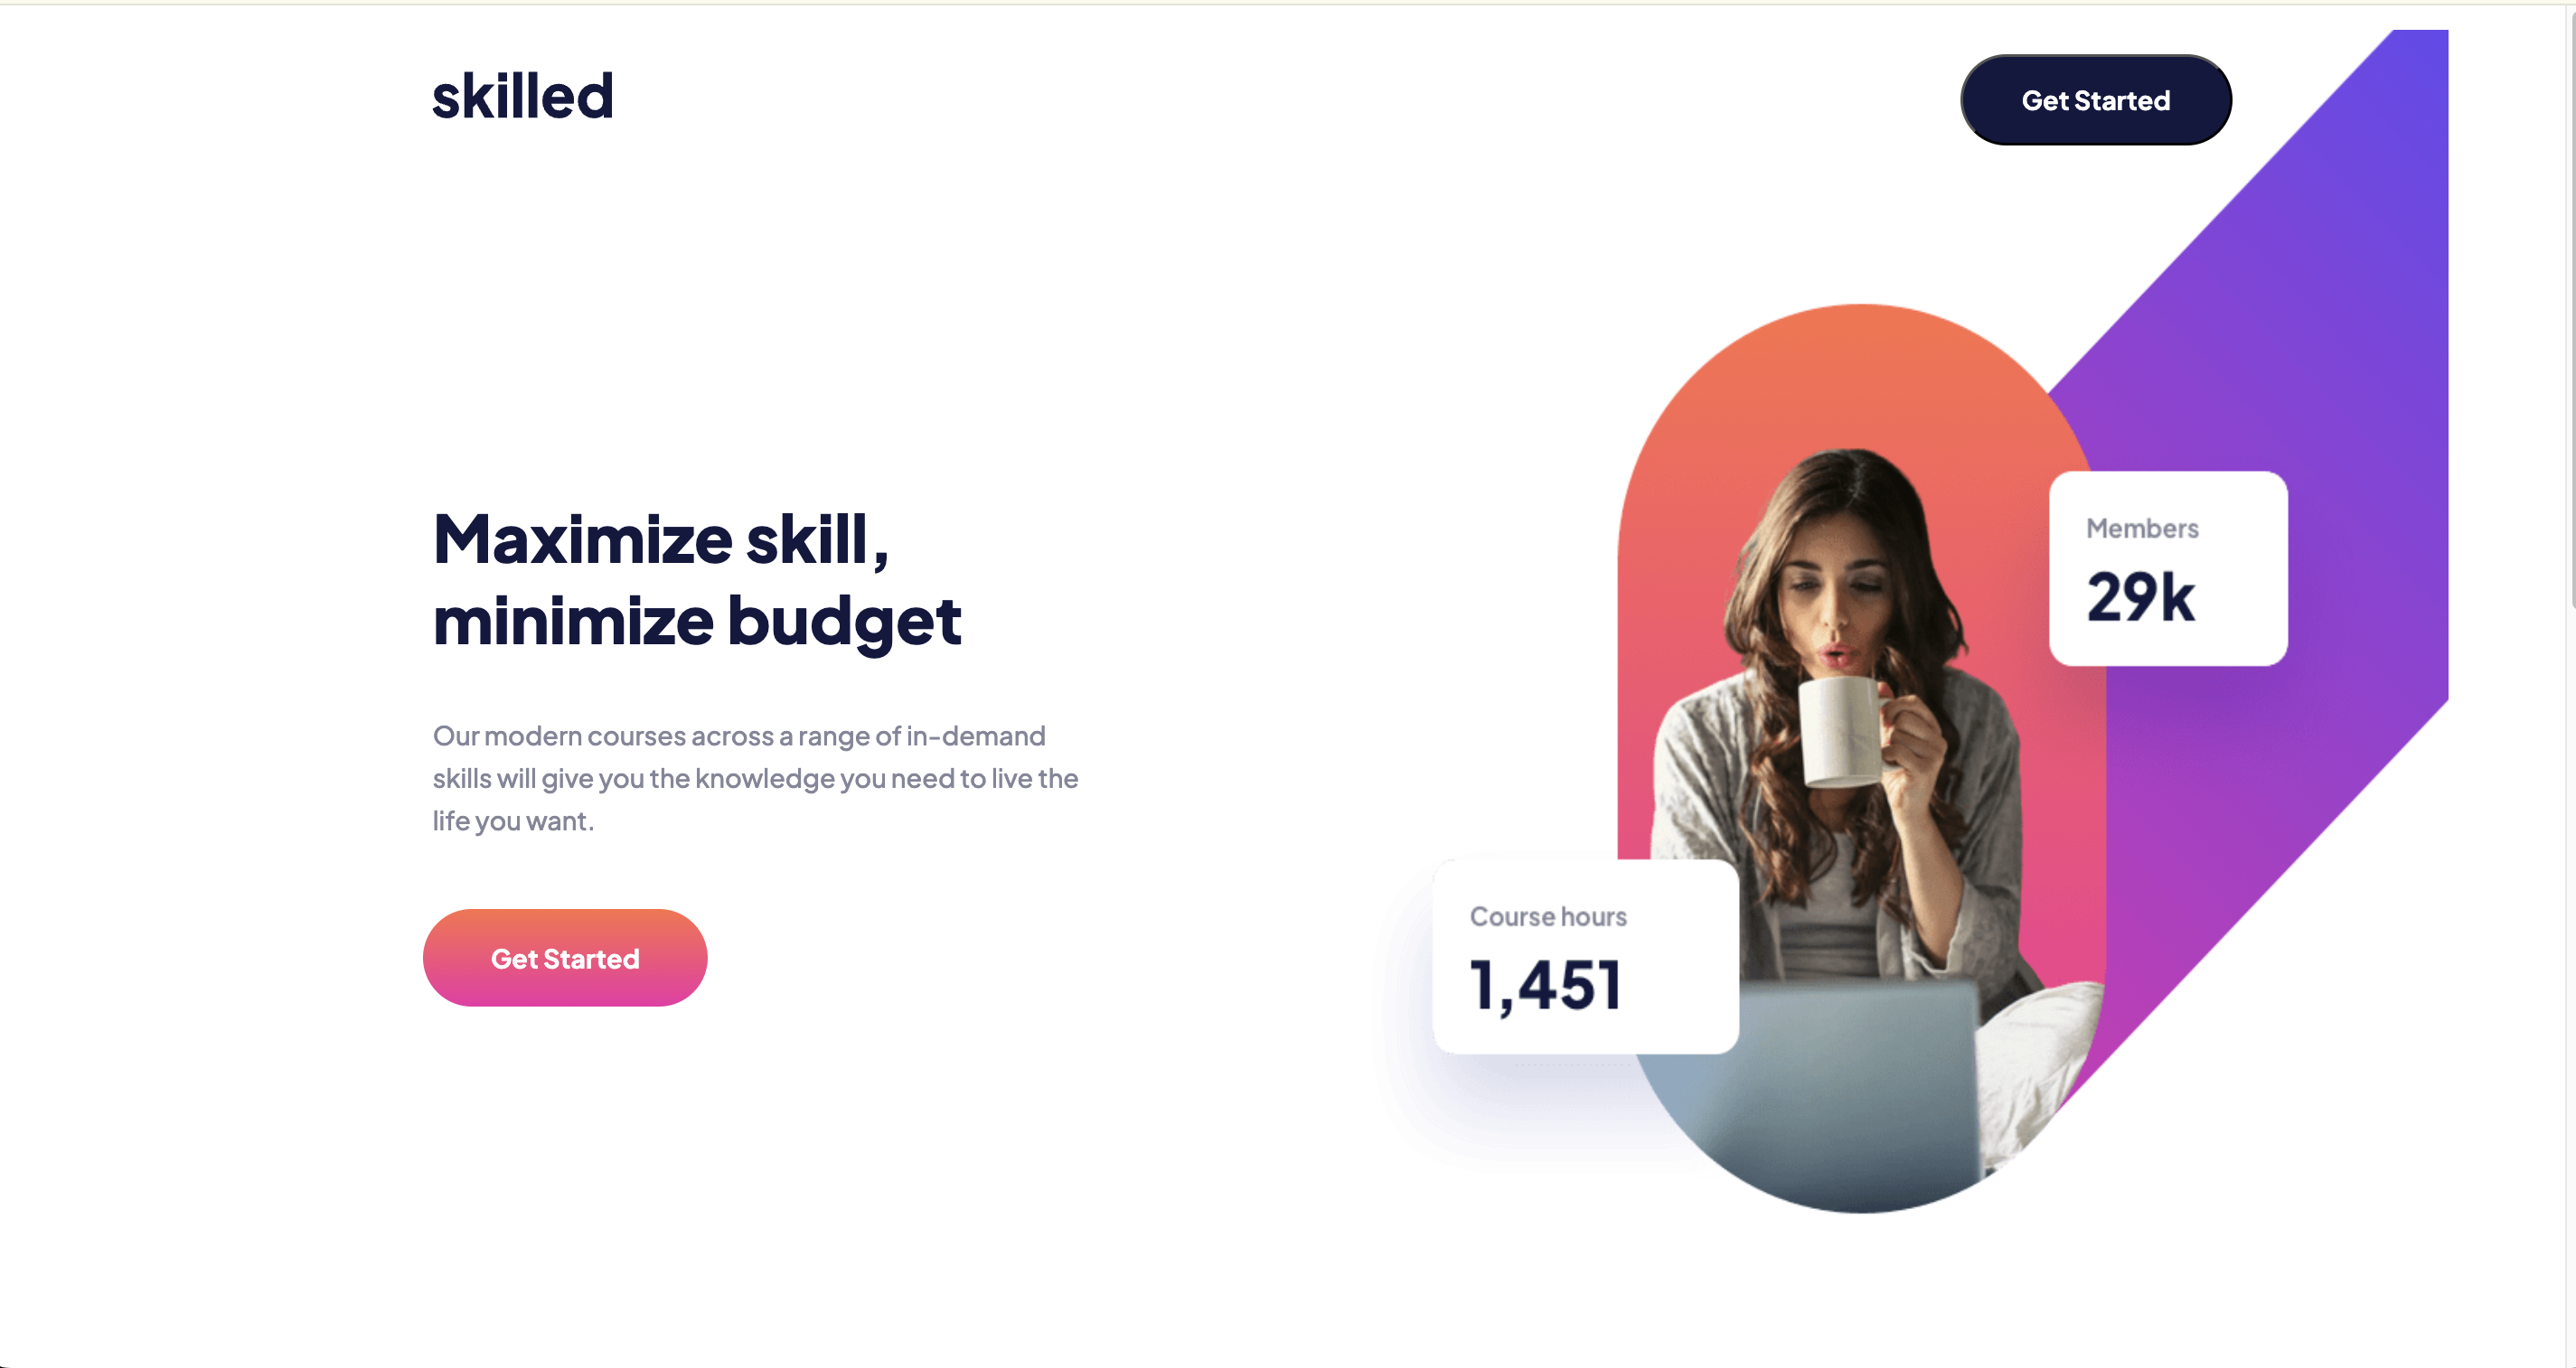 skilled
Get Started
Maximize skill,
minimize budget
Our modern courses across a range of in-demand
skills will give you the knowledge you need to live the
life you want.
Get Started
Members
29k
Course hours
1,451